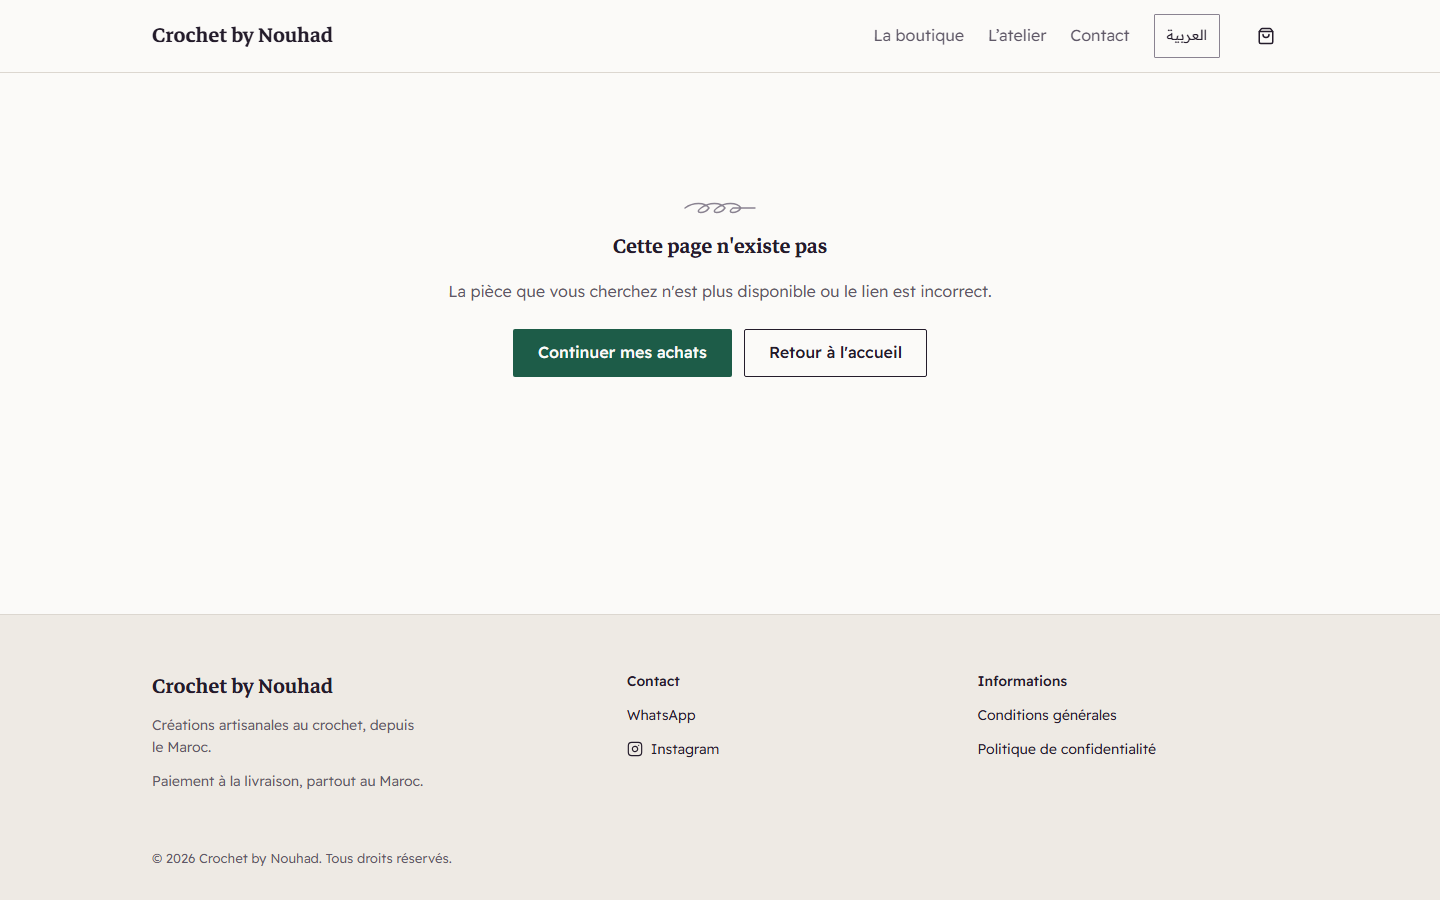 Crochet by Nouhad
La boutique
L’atelier
Contact
العربية
Cette page n'existe pas
La pièce que vous cherchez n'est plus disponible ou le lien est incorrect.
Continuer mes achats
Retour à l'accueil
Crochet by Nouhad
Créations artisanales au crochet, depuis
le Maroc.
Paiement à la livraison, partout au Maroc.
Contact
WhatsApp
Instagram
Informations
Conditions générales
Politique de confidentialité
© 2026 Crochet by Nouhad. Tous droits réservés.